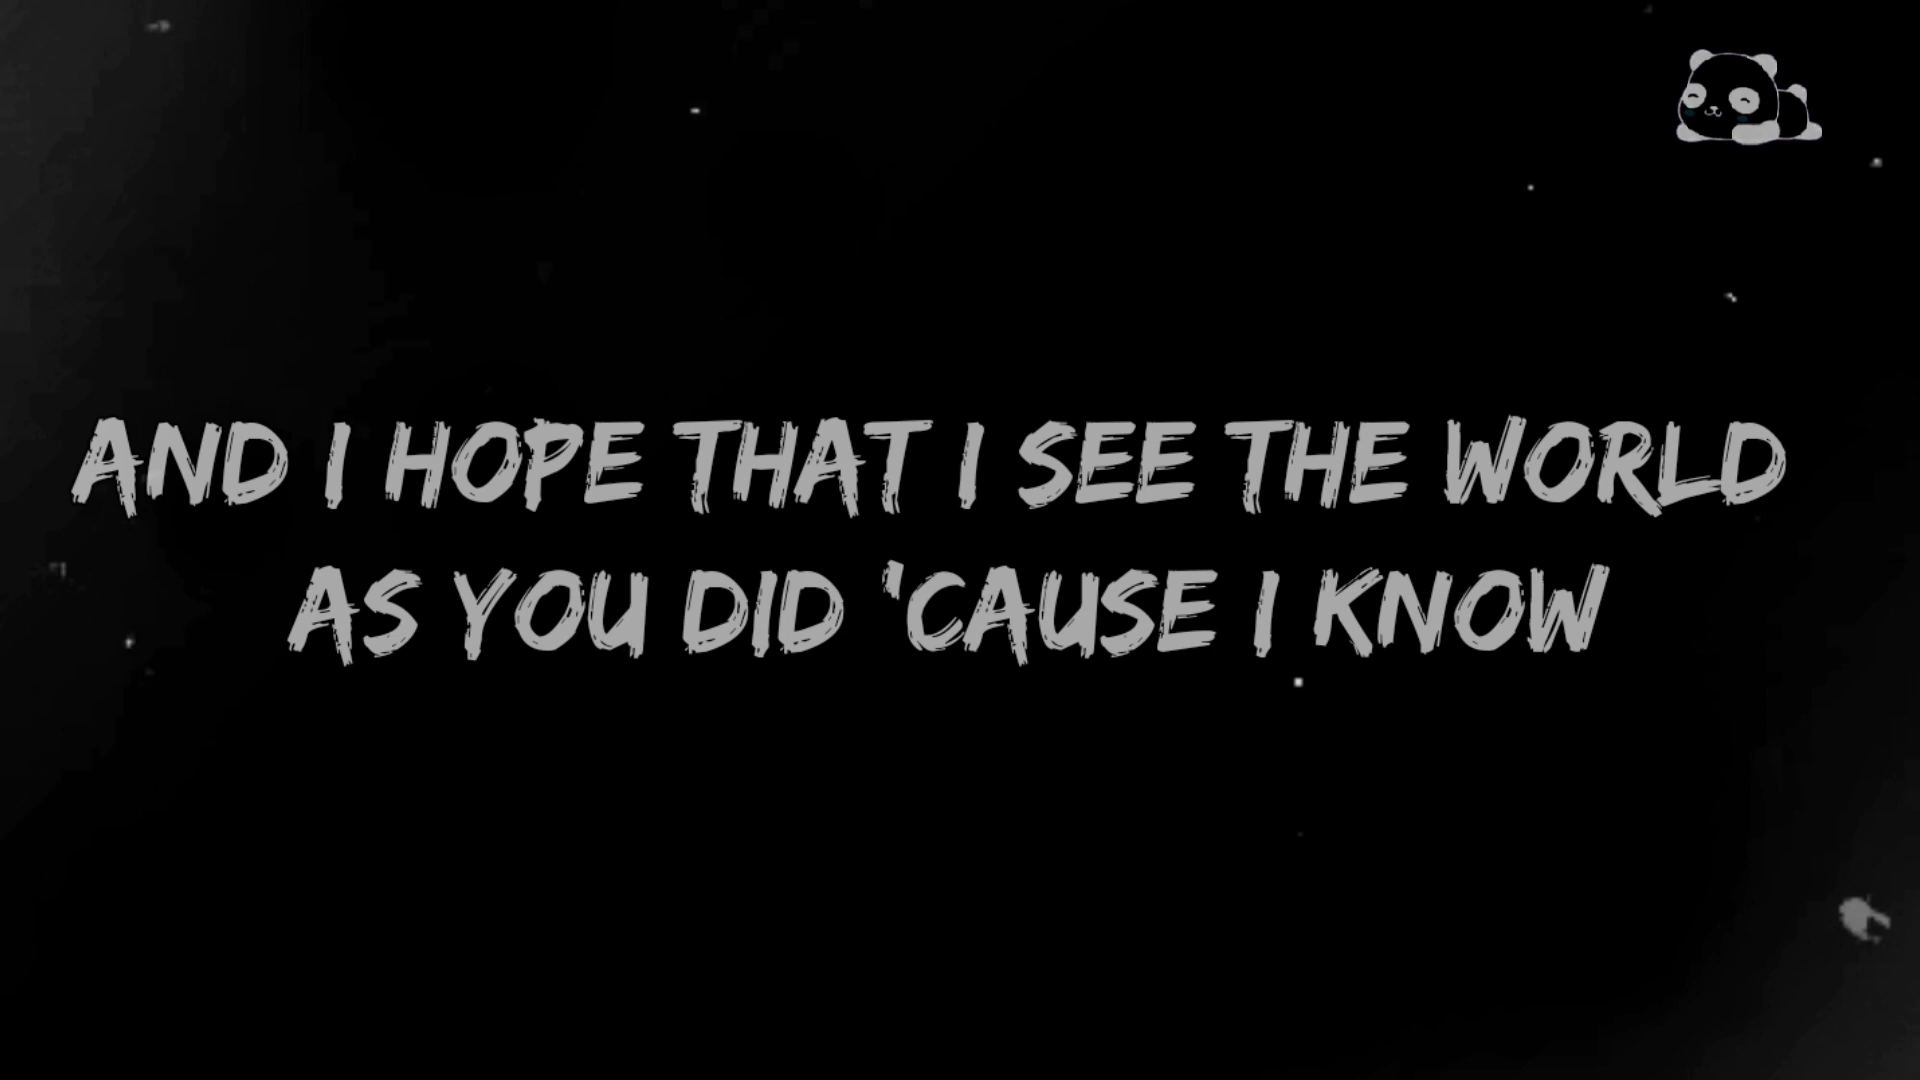 AND I HOPE THAT I SEE THE WORLD
AS YOU DID 'CAUSE I KNOW